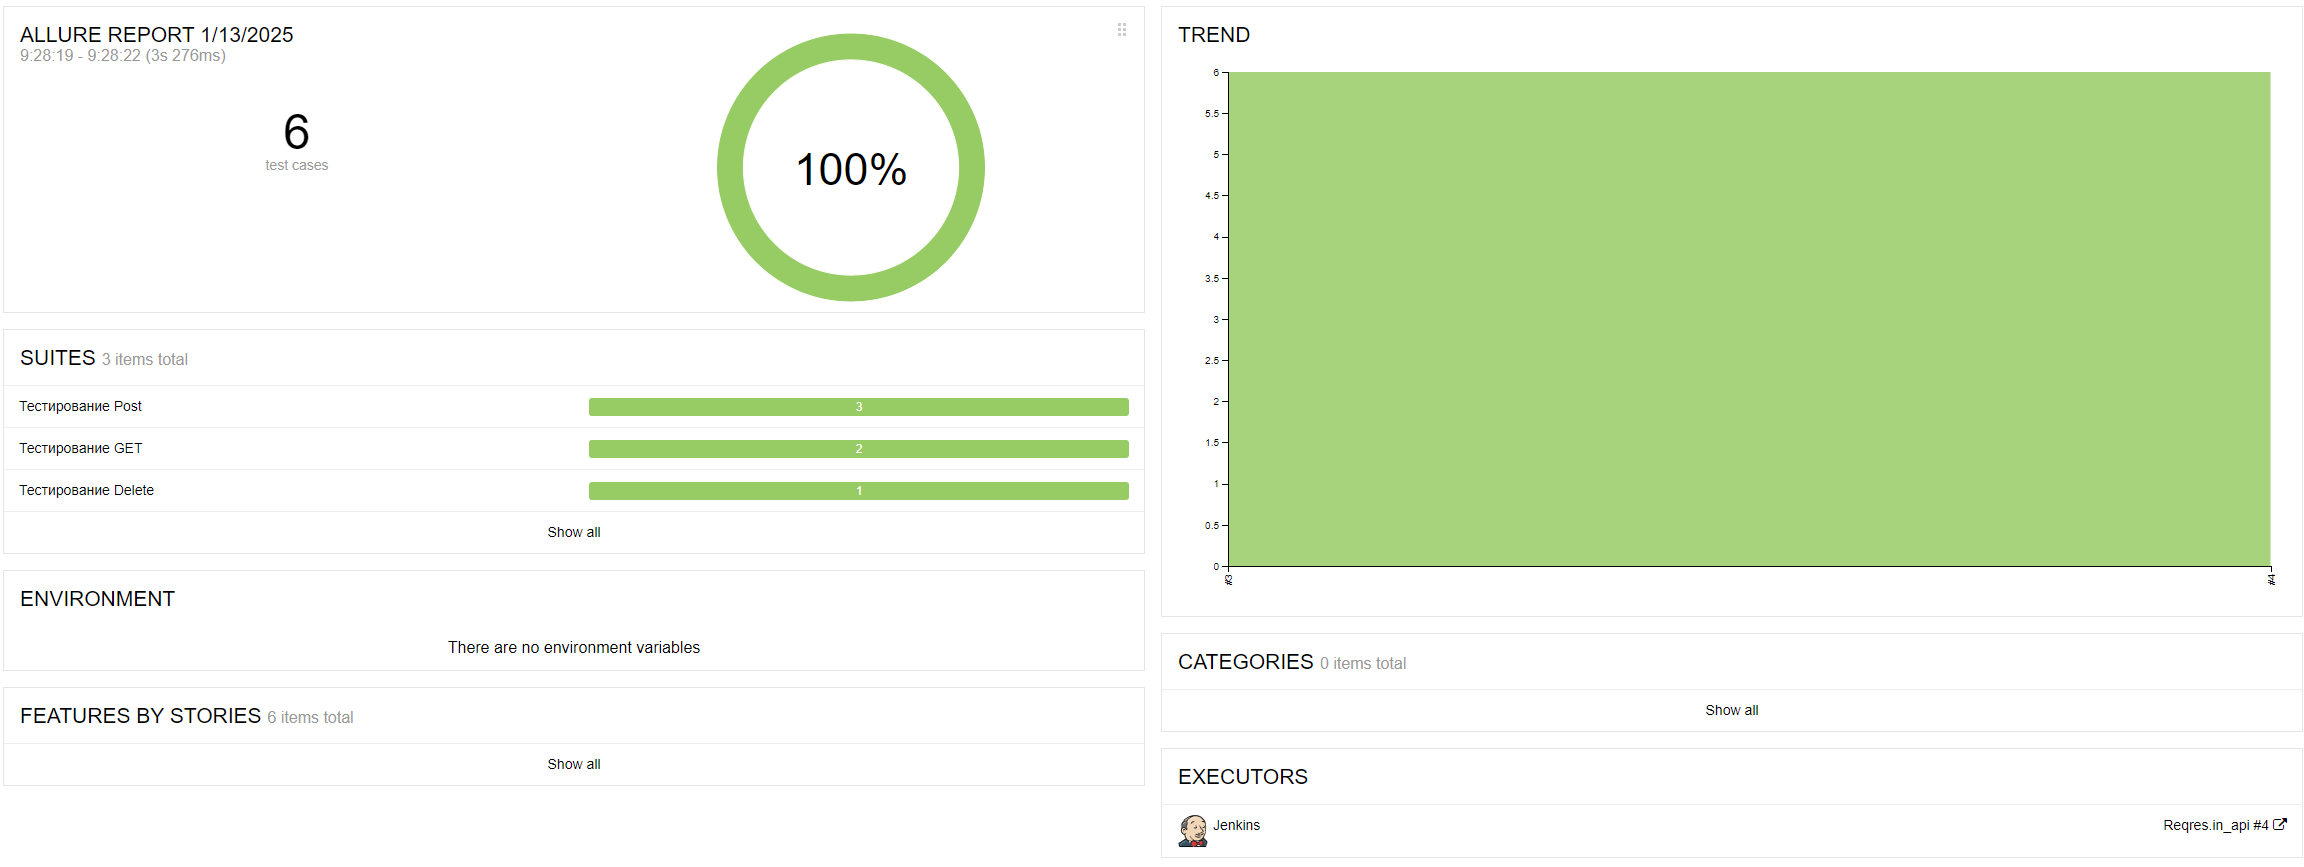 ALLURE REPORT 1/13/2025
9:28:19 - 9:28:22 (3s 276ms)
6
test cases
100%
SUITES 3 items total
Тестирование Post 3
Тестирование GET 2
Тестирование Delete 1
Show all
ENVIRONMENT
There are no environment variables
FEATURES BY STORIES 6 items total
Show all
TREND
6
5.5
5
4.5
4
3.5
3
2.5
2
1.5
1
0.5
0
#3
#4
CATEGORIES 0 items total
Show all
EXECUTORS
Jenkins Reqres.in_api #4